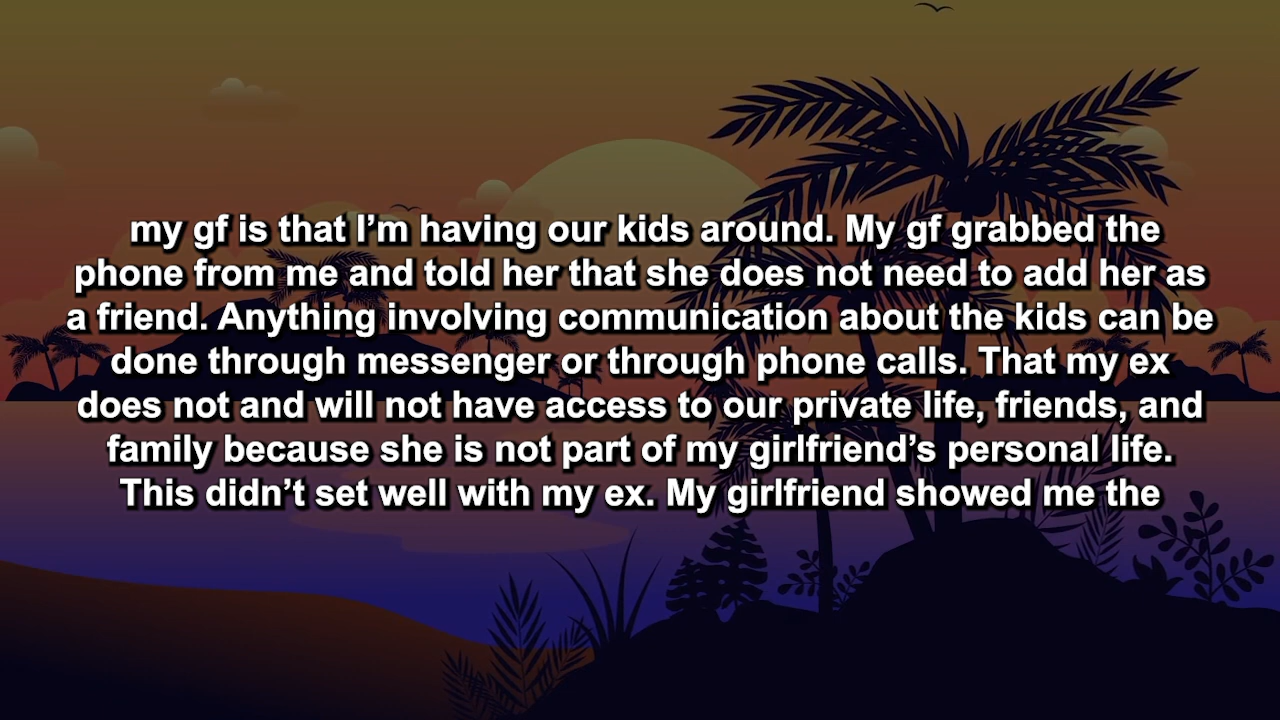 my gf is that I’m having our kids around. My gf grabbed the
phone from me and told her that she does not need to add her as
a friend. Anything involving communication about the kids can be
done through messenger or through phone calls. That my ex
does not and will not have access to our private life, friends, and
family because she is not part of my girlfriend’s personal life.
This didn’t set well with my ex. My girlfriend showed me the